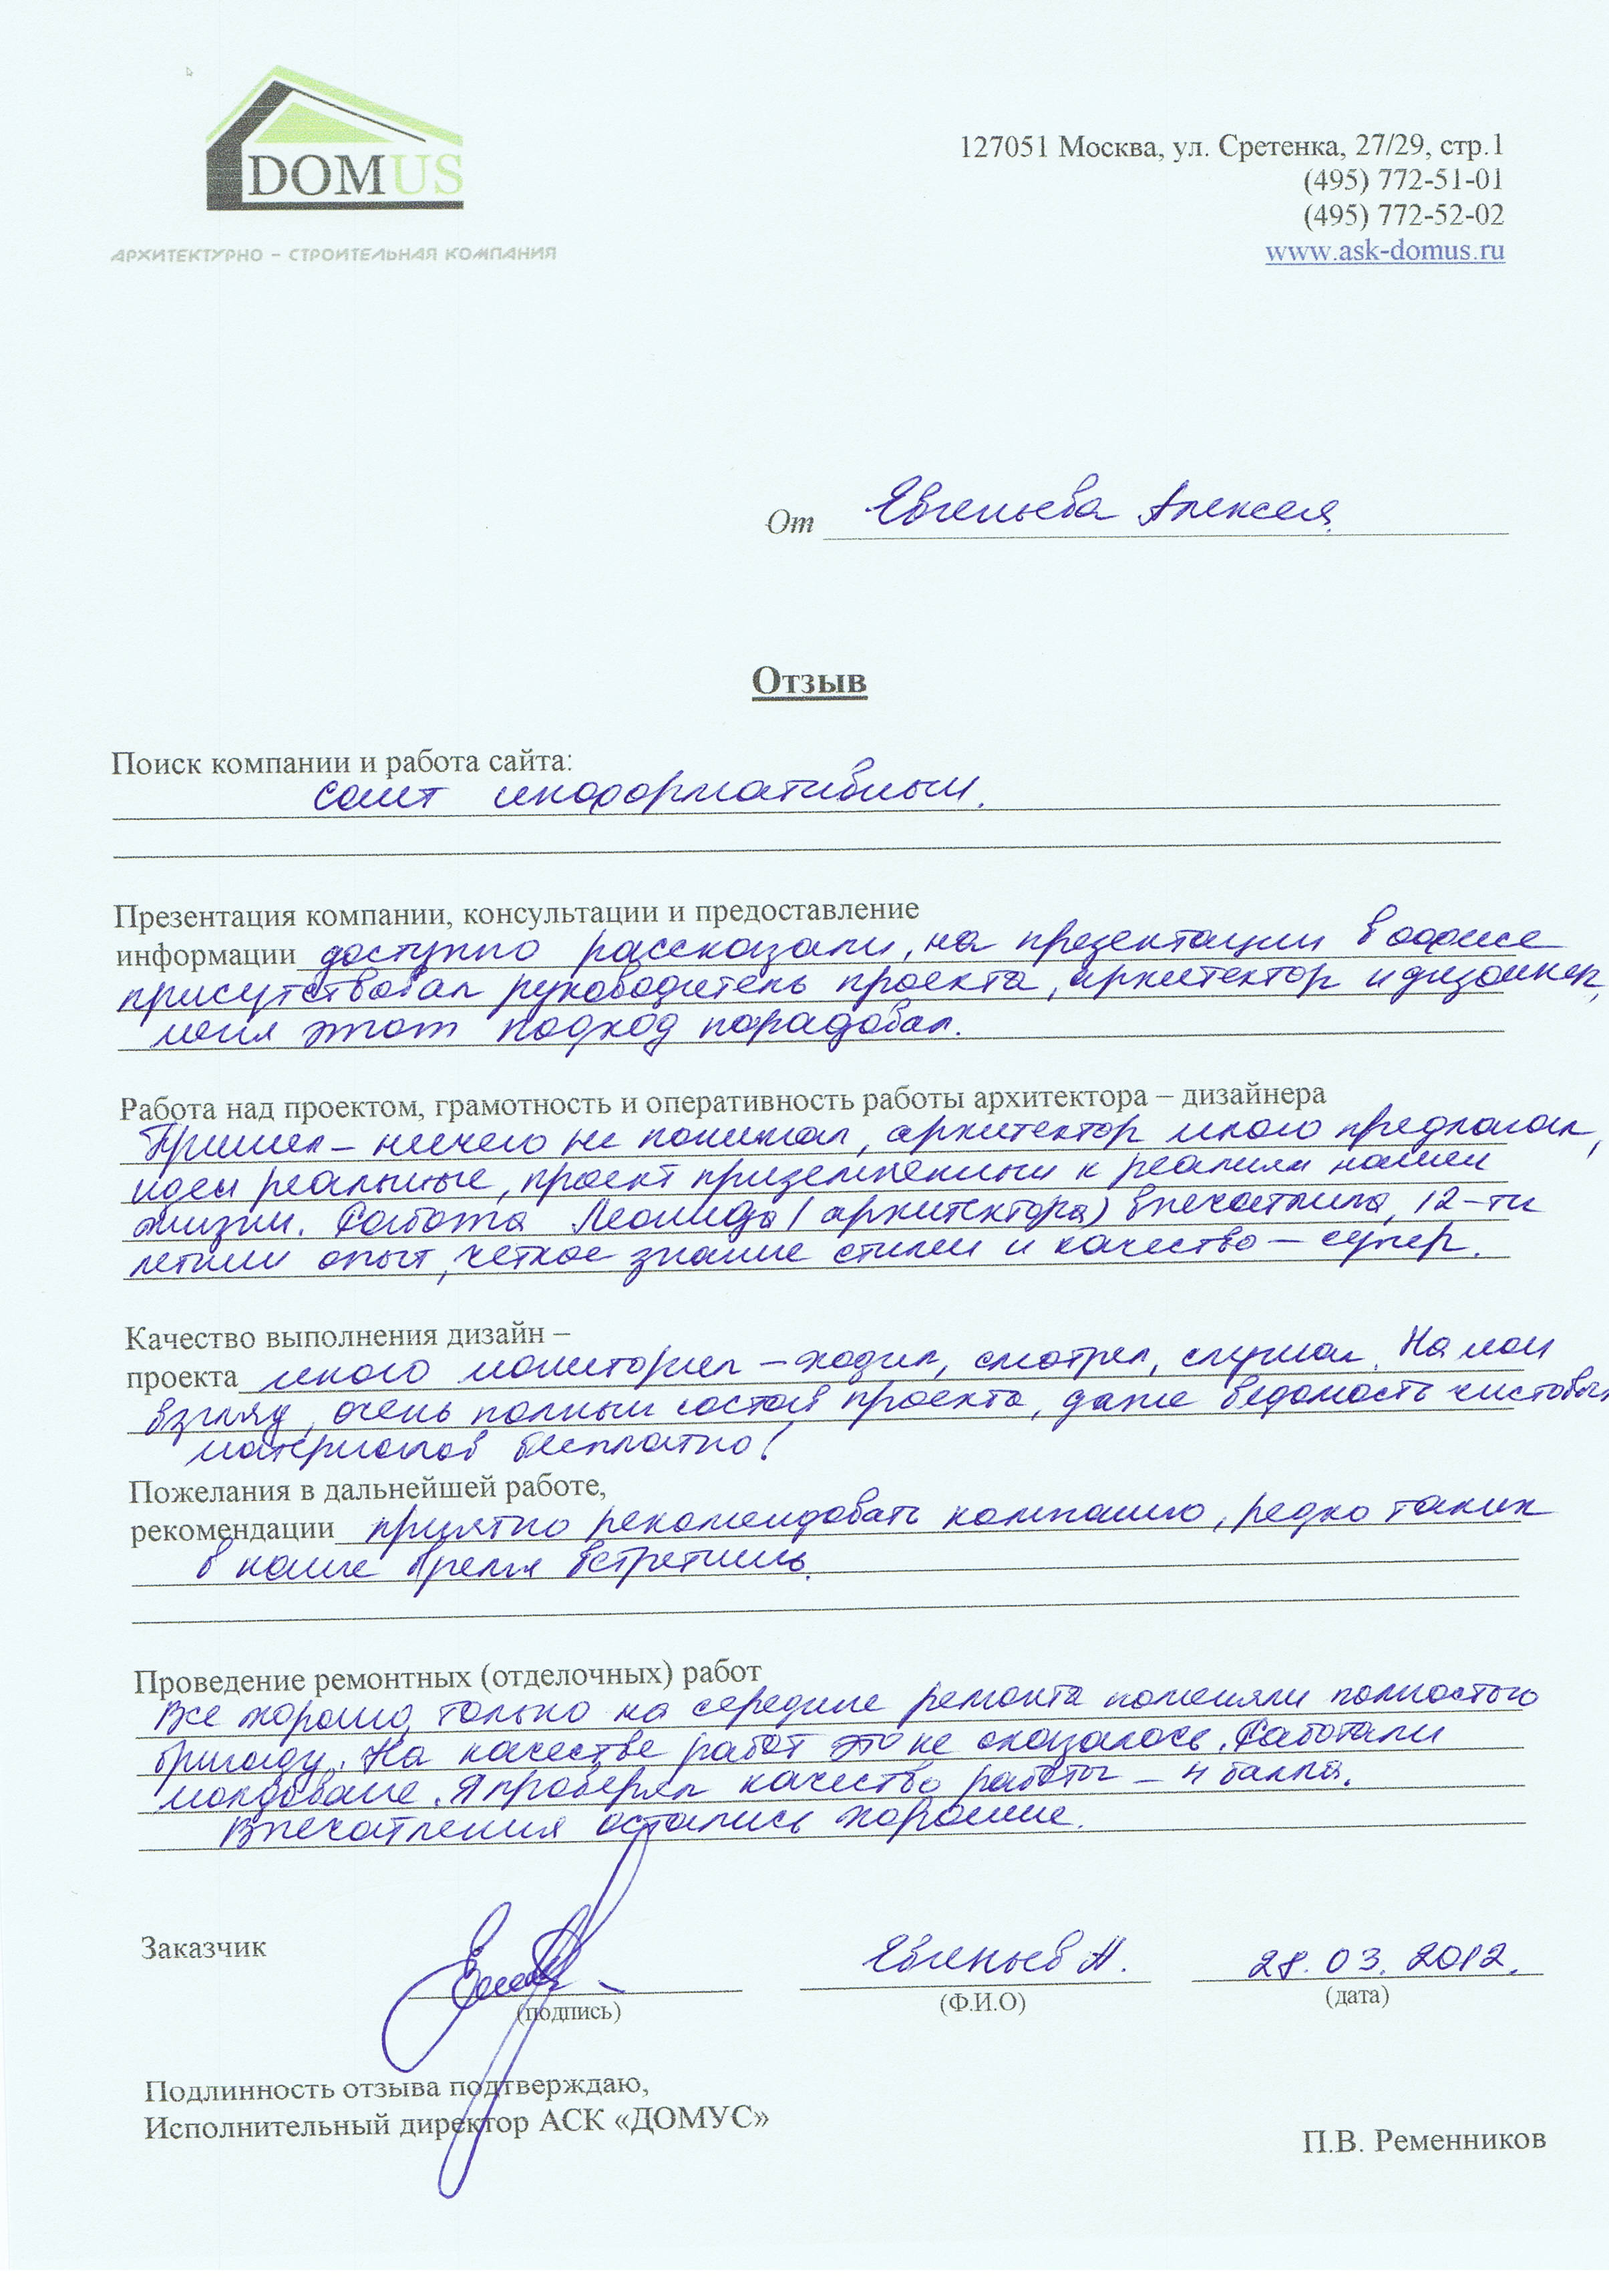 DOMUS
АРХИТЕКТУРНО – СТРОИТЕЛЬНАЯ КОМПАНИЯ
127051 Москва, ул. Сретенка, 27/29, стр.1
(495) 772-51-01
(495) 772-52-02
www.ask-domus.ru
От Евгеньева Алексея.
Отзыв
Поиск компании и работа сайта:
сайт информативный.
Презентация компании, консультации и предоставление
информации доступно рассказали, на презентации в офисе
присутствовал руководитель проекта, архитектор и дизайнер,
меня этот подход порадовал.
Работа над проектом, грамотность и оперативность работы архитектора – дизайнера
Пришел – ничего не понимал, архитектор много предлагал,
идеи реальные, проект приземленный к реалиям нашей
жизни. Работа Леонида (архитектора) впечатлила, 12-ти
летний опыт, четкое знание стилей и качество – супер.
Качество выполнения дизайн –
проекта много мониторил – ходил, смотрел, слушал. На мой
взгляд, очень полный состав проекта, даже ведомость чистовых
материалов бесплатно!
Пожелания в дальнейшей работе,
рекомендации приятно рекомендовать компанию, редко таких
в наше время встретишь.
Проведение ремонтных (отделочных) работ
Все хорошо, только на середине ремонта поменяли полностью
бригаду. На качестве работ это не сказалось. Работали
молдоване. Я проверял качество работы – 4 балла.
Впечатления остались хорошие.
Заказчик
Евгеньев А.
28.03.2012.
(подпись)
(Ф.И.О)
(дата)
Подлинность отзыва подтверждаю,
Исполнительный директор АСК «ДОМУС»
П.В. Ременников